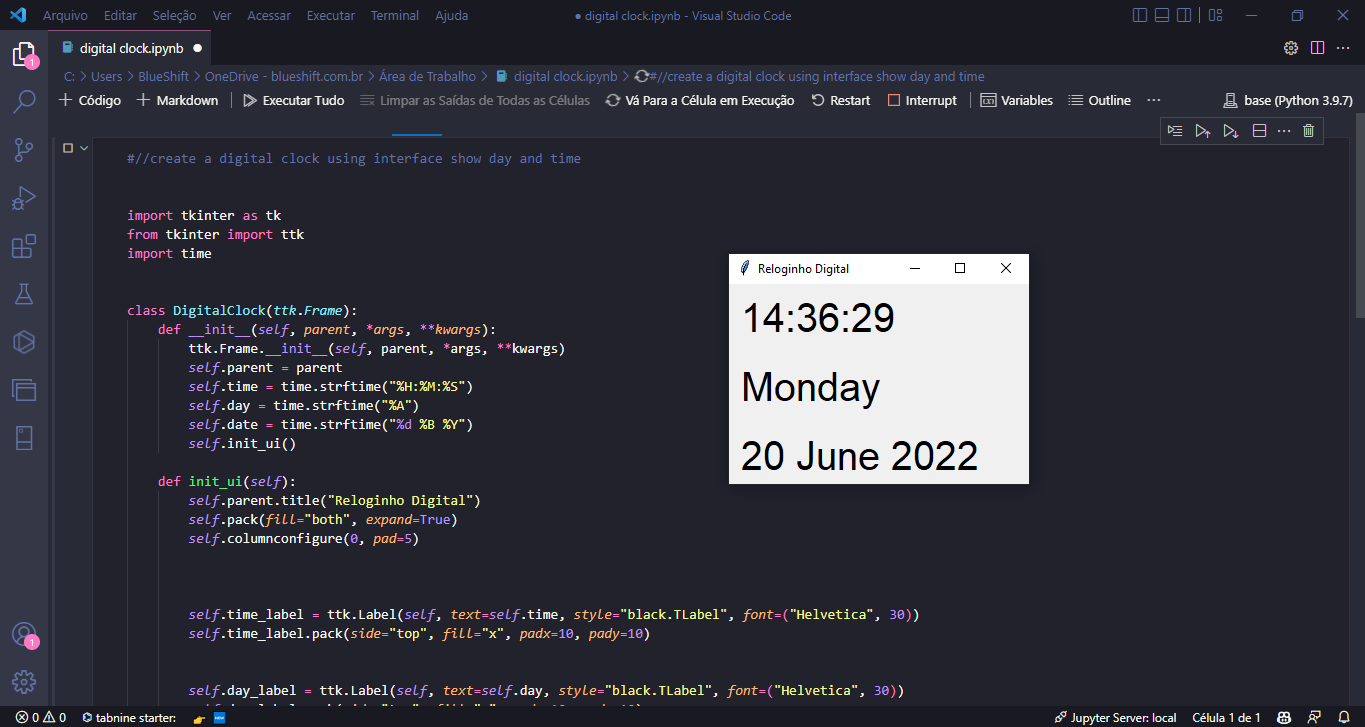 Arquivo Editar Seleção Ver Acessar Executar Terminal Ajuda ● digital clock.ipynb - Visual Studio Code
digital clock.ipynb
1
C: > Users > BlueShift > OneDrive - blueshift.com.br > Área de Trabalho > digital clock.ipynb > #//create a digital clock using interface show day and time
+ Código + Markdown Executar Tudo Limpar as Saídas de Todas as Células Vá Para a Célula em Execução Restart Interrupt Variables Outline ... base (Python 3.9.7)
#//create a digital clock using interface show day and time
import tkinter as tk
from tkinter import ttk
import time
class DigitalClock(ttk.Frame):
def __init__(self, parent, *args, **kwargs):
ttk.Frame.__init__(self, parent, *args, **kwargs)
self.parent = parent
self.time = time.strftime("%H:%M:%S")
self.day = time.strftime("%A")
self.date = time.strftime("%d %B %Y")
self.init_ui()
def init_ui(self):
self.parent.title("Reloginho Digital")
self.pack(fill="both", expand=True)
self.columnconfigure(0, pad=5)
self.time_label = ttk.Label(self, text=self.time, style="black.TLabel", font=("Helvetica", 30))
self.time_label.pack(side="top", fill="x", padx=10, pady=10)
self.day_label = ttk.Label(self, text=self.day, style="black.TLabel", font=("Helvetica", 30))
Reloginho Digital
14:36:29
Monday
20 June 2022
1
0 0 tabnine starter: Jupyter Server: local Célula 1 de 1